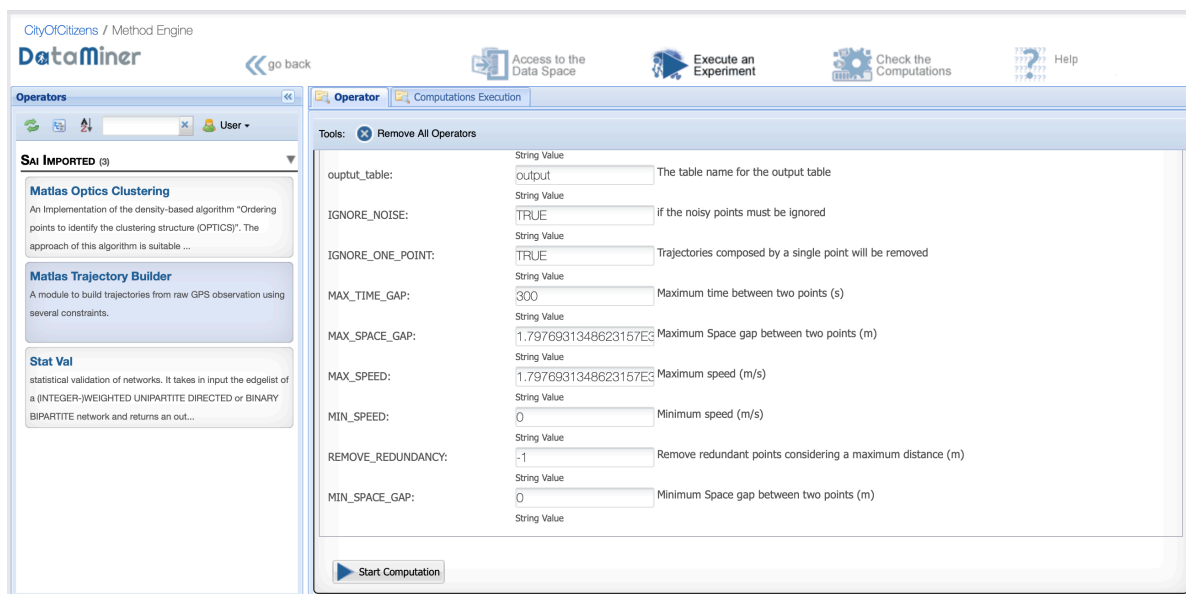 CityOfCitizens / Method Engine
DataMiner
go back
Access to the
Data Space
Execute an
Experiment
Check the
Computations
Help
Operators
Operator
Computations Execution
User
Tools:
Remove All Operators
SAI IMPORTED (3)
Matlas Optics Clustering
An Implementation of the density-based algorithm "Ordering
points to identify the clustering structure (OPTICS)". The
approach of this algorithm is suitable ...
Matlas Trajectory Builder
A module to build trajectories from raw GPS observation using
several constraints.
Stat Val
statistical validation of networks. It takes in input the edgelist of
a (INTEGER-)WEIGHTED UNIPARTITE DIRECTED or BINARY
BIPARTITE network and returns an out...
String Value
ouptut_table: output The table name for the output table
String Value
IGNORE_NOISE: TRUE if the noisy points must be ignored
String Value
IGNORE_ONE_POINT: TRUE Trajectories composed by a single point will be removed
String Value
MAX_TIME_GAP: 300 Maximum time between two points (s)
String Value
MAX_SPACE_GAP: 1.7976931348623157E3 Maximum Space gap between two points (m)
String Value
MAX_SPEED: 1.7976931348623157E3 Maximum speed (m/s)
String Value
MIN_SPEED: 0 Minimum speed (m/s)
String Value
REMOVE_REDUNDANCY: -1 Remove redundant points considering a maximum distance (m)
String Value
MIN_SPACE_GAP: 0 Minimum Space gap between two points (m)
String Value
Start Computation